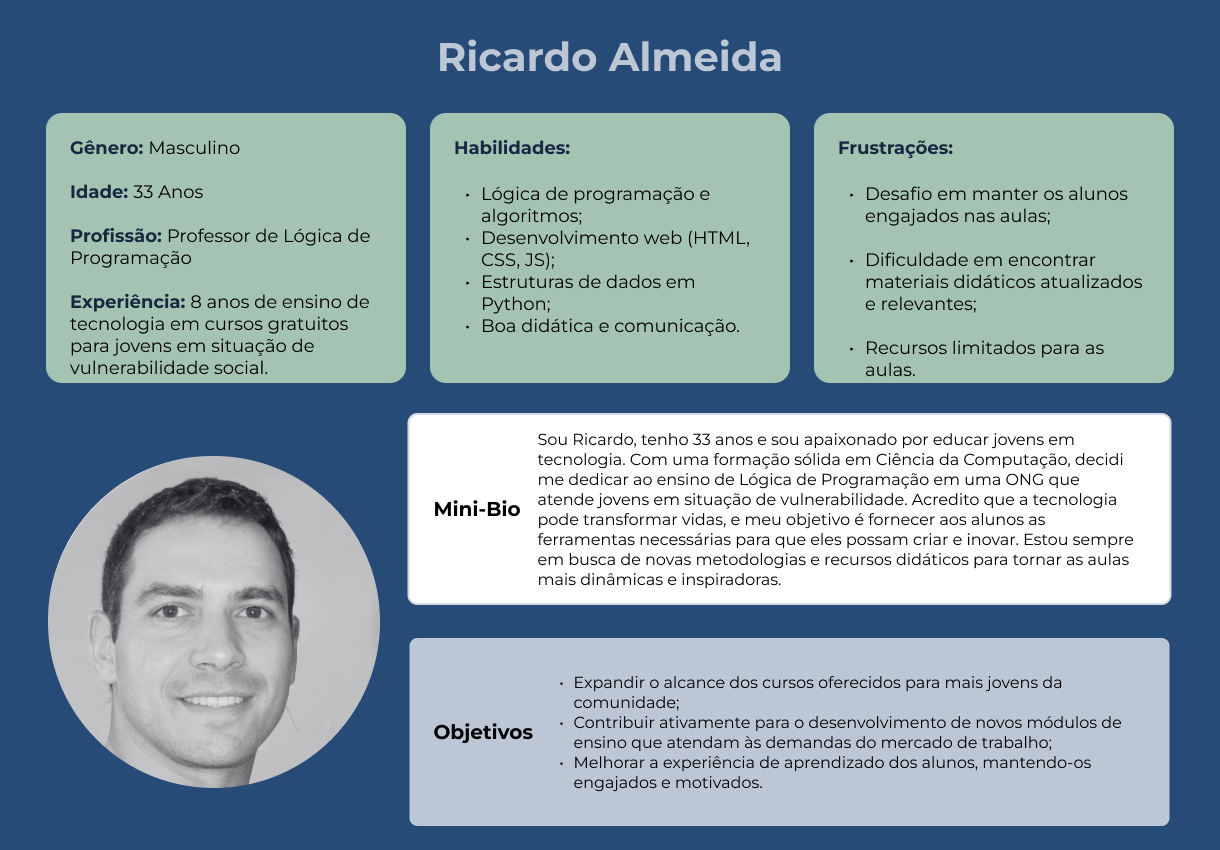 Ricardo Almeida
Gênero: Masculino
Idade: 33 Anos
Profissão: Professor de Lógica de
Programação
Experiência: 8 anos de ensino de
tecnologia em cursos gratuitos
para jovens em situação de
vulnerabilidade social.
Habilidades:
• Lógica de programação e
algoritmos;
• Desenvolvimento web (HTML,
CSS, JS);
• Estruturas de dados em
Python;
• Boa didática e comunicação.
Frustrações:
• Desafio em manter os alunos
engajados nas aulas;
• Dificuldade em encontrar
materiais didáticos atualizados
e relevantes;
• Recursos limitados para as
aulas.
Mini-Bio
Sou Ricardo, tenho 33 anos e sou apaixonado por educar jovens em
tecnologia. Com uma formação sólida em Ciência da Computação, decidi
me dedicar ao ensino de Lógica de Programação em uma ONG que
atende jovens em situação de vulnerabilidade. Acredito que a tecnologia
pode transformar vidas, e meu objetivo é fornecer aos alunos as
ferramentas necessárias para que eles possam criar e inovar. Estou sempre
em busca de novas metodologias e recursos didáticos para tornar as aulas
mais dinâmicas e inspiradoras.
Objetivos
• Expandir o alcance dos cursos oferecidos para mais jovens da
comunidade;
• Contribuir ativamente para o desenvolvimento de novos módulos de
ensino que atendam às demandas do mercado de trabalho;
• Melhorar a experiência de aprendizado dos alunos, mantendo-os
engajados e motivados.